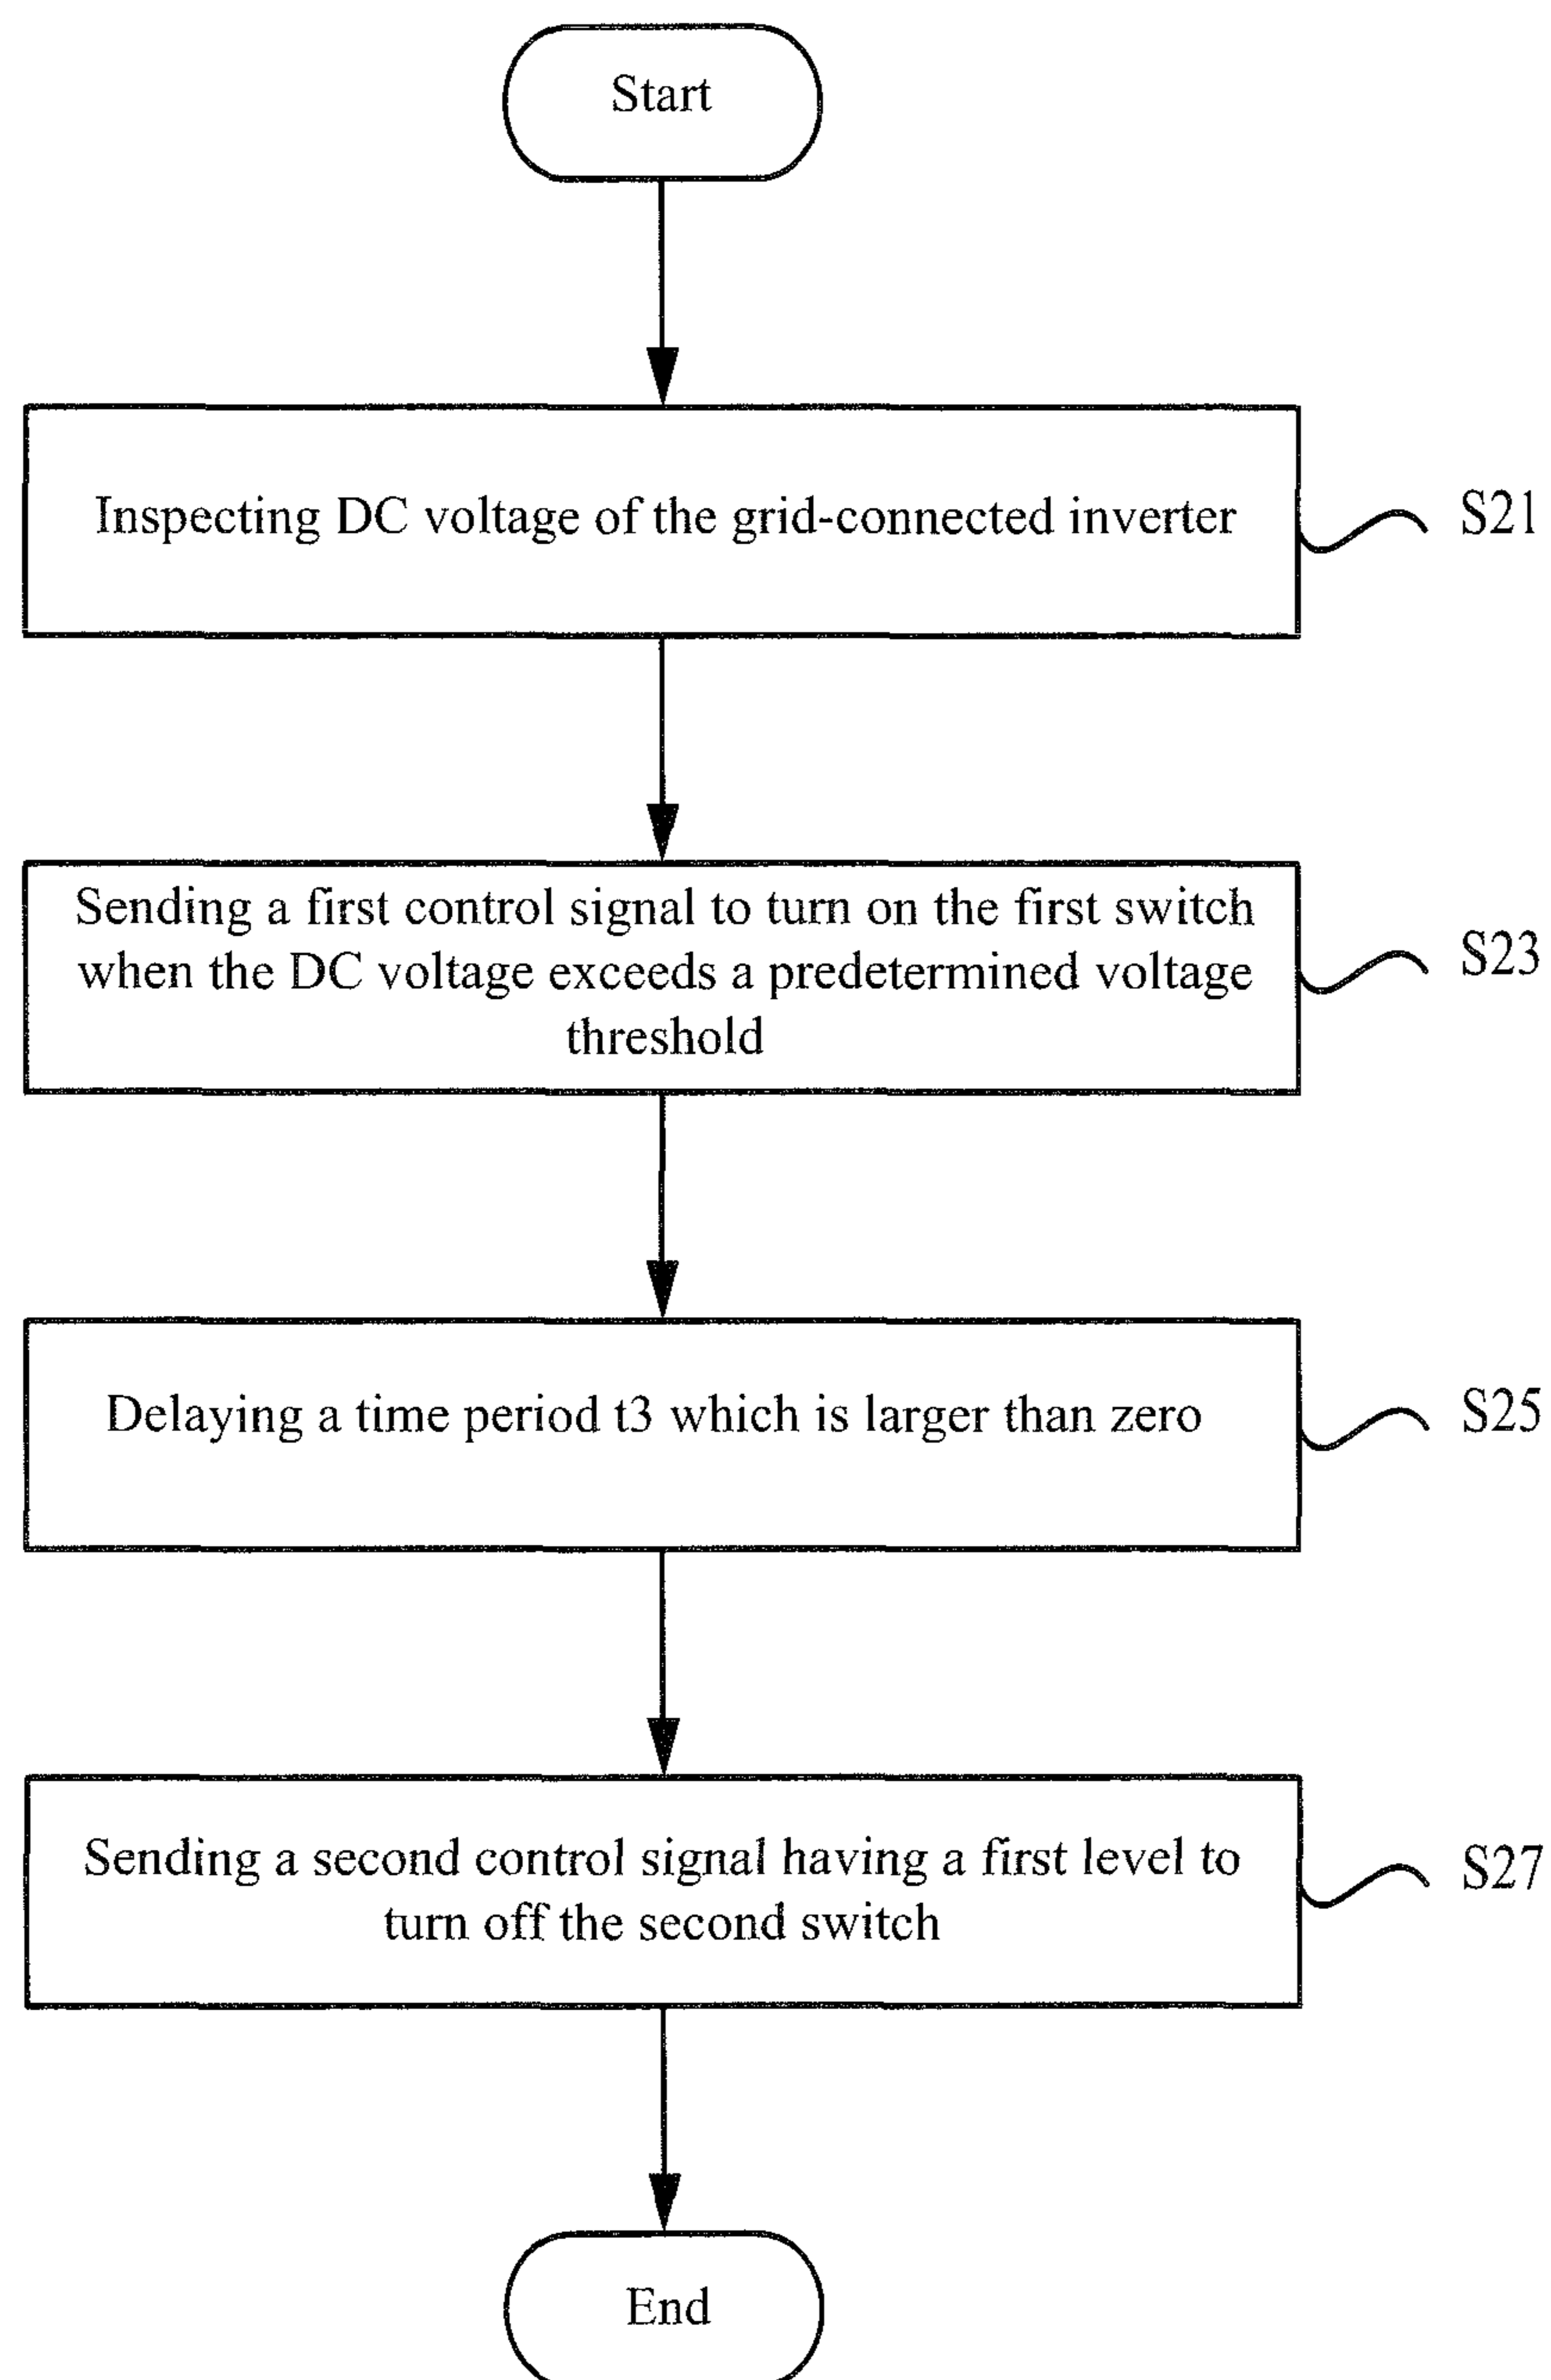 Start
Inspecting DC voltage of the grid-connected inverter
S21
Sending a first control signal to turn on the first switch
when the DC voltage exceeds a predetermined voltage
threshold
S23
Delaying a time period t3 which is larger than zero
S25
Sending a second control signal having a first level to
turn off the second switch
S27
End